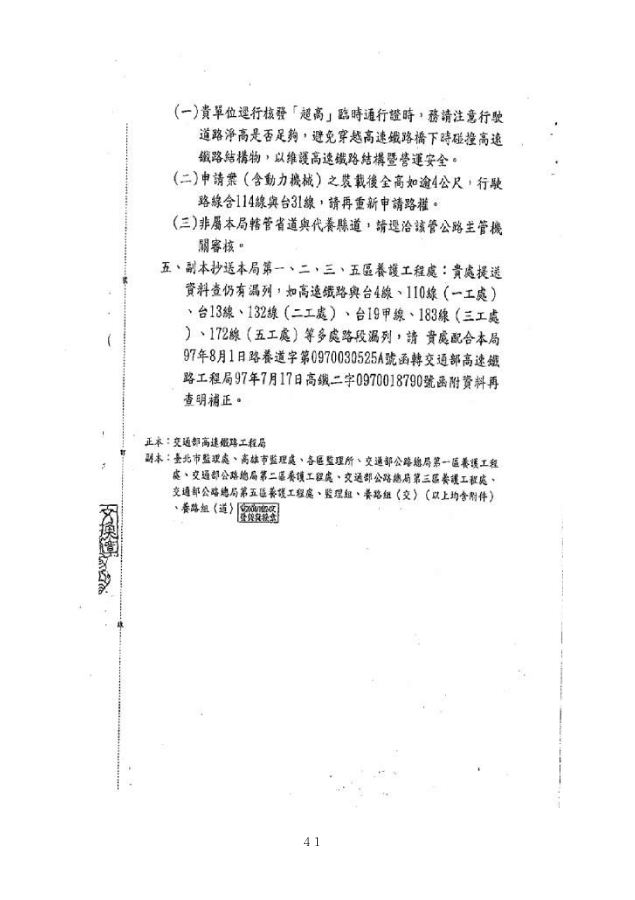 (一)貴單位逕行核發「超高」臨時通行證時，務請注意行駛
道路淨高是否足夠，避免穿越高速鐵路橋下時碰撞高速
鐵路結構物，以維護高速鐵路結構暨營運安全。
(二)申請案（含動力機械）之裝載後全高如逾4公尺，行駛
路線含114線與台31線，請再重新申請路權。
(三)非屬本局轄管省道與代養縣道，請逕洽該管公路主管機
關審核。
五、副本抄送本局第一、二、三、五區養護工程處：貴處提送
資料查仍有漏列，如高速鐵路與台4線、110線（一工處）
、台13線、132線（二工處）、台19甲線、183線（三工處
）、172線（五工處）等多處路段漏列，請 貴處配合本局
97年8月1日路養道字第0970030525A號函轉交通部高速鐵
路工程局97年7月17日高鐵二字0970018790號函附資料再
查明補正。
正本：交通部高速鐵路工程局
副本：臺北市監理處、高雄市監理處、各區監理所、交通部公路總局第一區養護工程
處、交通部公路總局第二區養護工程處、交通部公路總局第三區養護工程處、
交通部公路總局第五區養護工程處、監理組、養路組（交）（以上均含附件）
、養路組（道）
訂
線
41